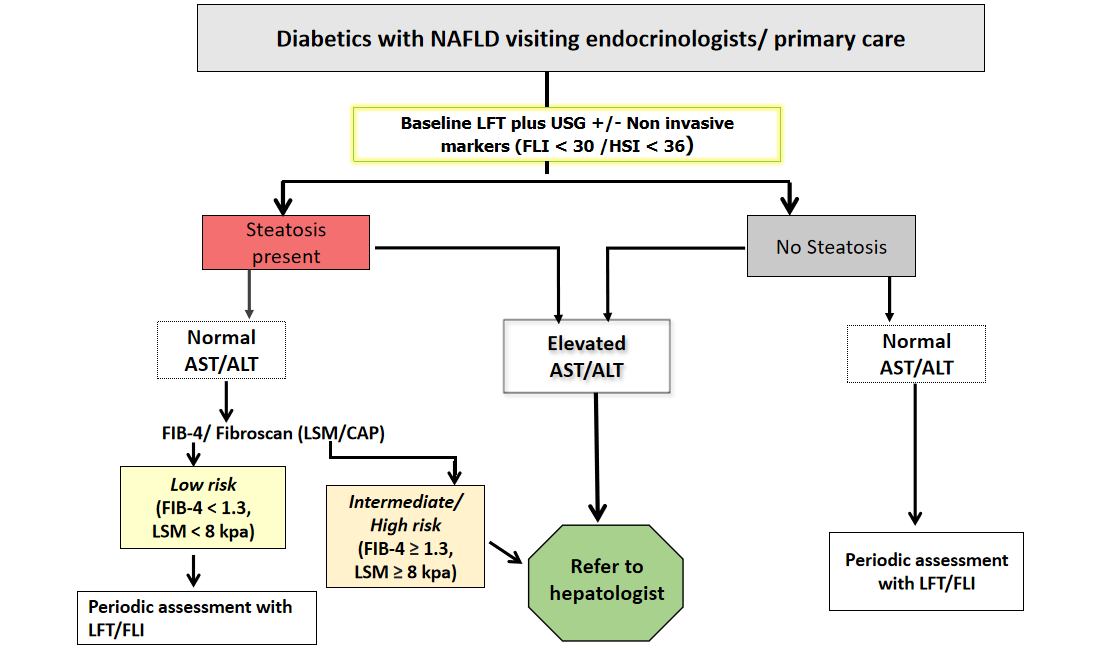 Diabetics with NAFLD visiting endocrinologists/ primary care
Baseline LFT plus USG +/- Non invasive
markers (FLI < 30 /HSI < 36)
Steatosis
present
No Steatosis
Normal
AST/ALT
Elevated
AST/ALT
Normal
AST/ALT
FIB-4/ Fibroscan (LSM/CAP)
Low risk
(FIB-4 < 1.3,
LSM < 8 kpa)
Intermediate/
High risk
(FIB-4 ≥ 1.3,
LSM ≥ 8 kpa)
Refer to
hepatologist
Periodic assessment
with LFT/FLI
Periodic assessment with
LFT/FLI